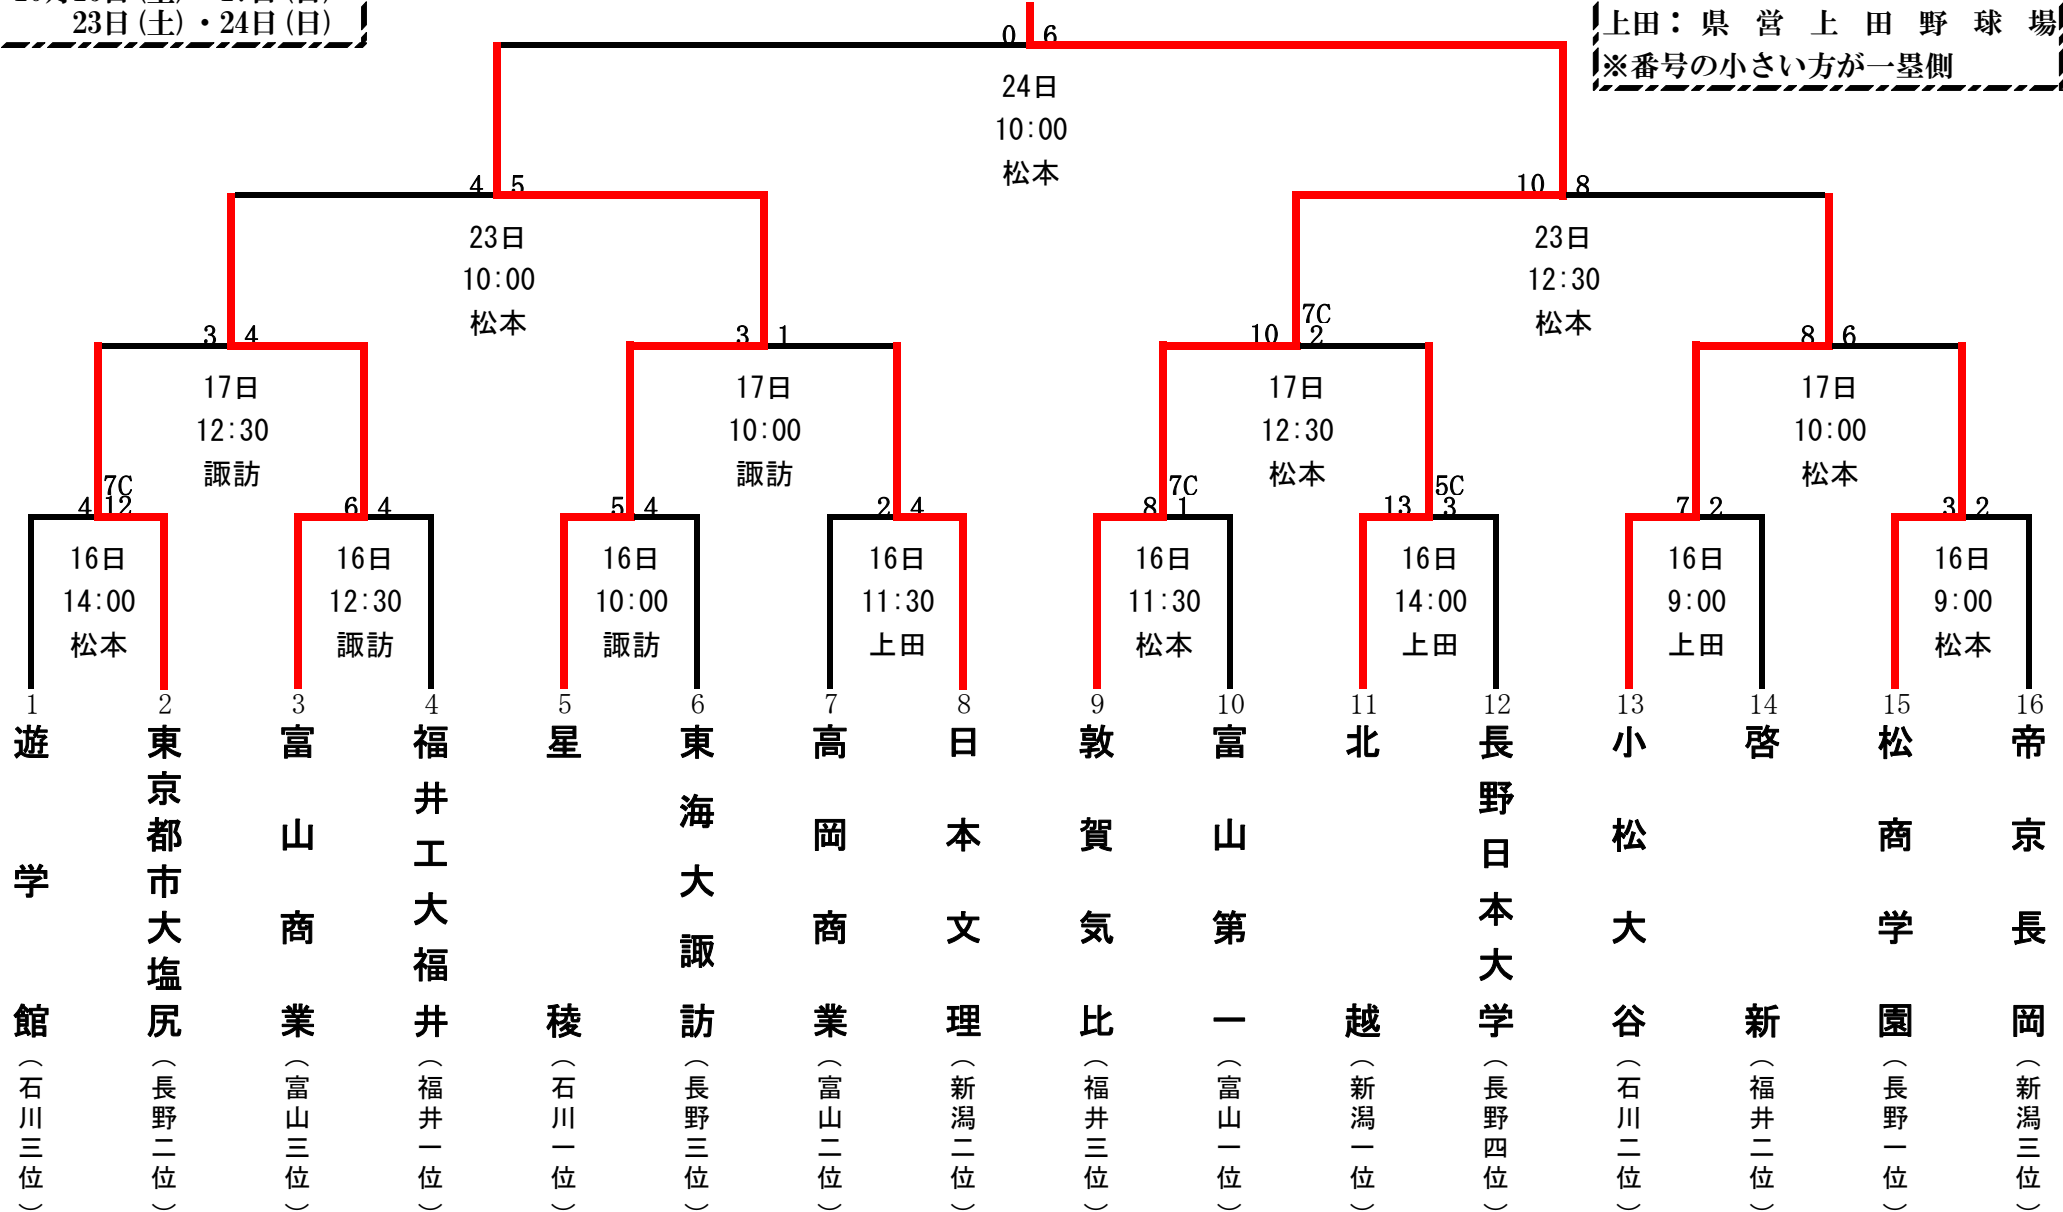 23日(土)・24日(日)
上田：県営上田野球場
※番号の小さい方が一塁側
0 6
24日
10:00
松本
4 5
23日
10:00
松本
10 8
23日
12:30
松本
3 4
17日
12:30
諏訪
3 1
17日
10:00
諏訪
7C
10 2
17日
12:30
松本
8 6
17日
10:00
松本
7C
4 12
16日
14:00
松本
6 4
16日
12:30
諏訪
5 4
16日
10:00
諏訪
2 4
16日
11:30
上田
7C
8 1
16日
11:30
松本
5C
13 3
16日
14:00
上田
7 2
16日
9:00
上田
3 2
16日
9:00
松本
1
遊学館
(石川三位)
2
東京都市大塩尻
(長野二位)
3
富山商業
(富山三位)
4
福井工大福井
(福井一位)
5
星稜
(石川一位)
6
東海大諏訪
(長野三位)
7
高岡商業
(富山二位)
8
日本文理
(新潟二位)
9
敦賀気比
(福井三位)
10
富山第一
(富山一位)
11
北越
(新潟一位)
12
長野日本大学
(長野四位)
13
小松大谷
(石川二位)
14
啓新
(福井二位)
15
松商学園
(長野一位)
16
帝京長岡
(新潟三位)